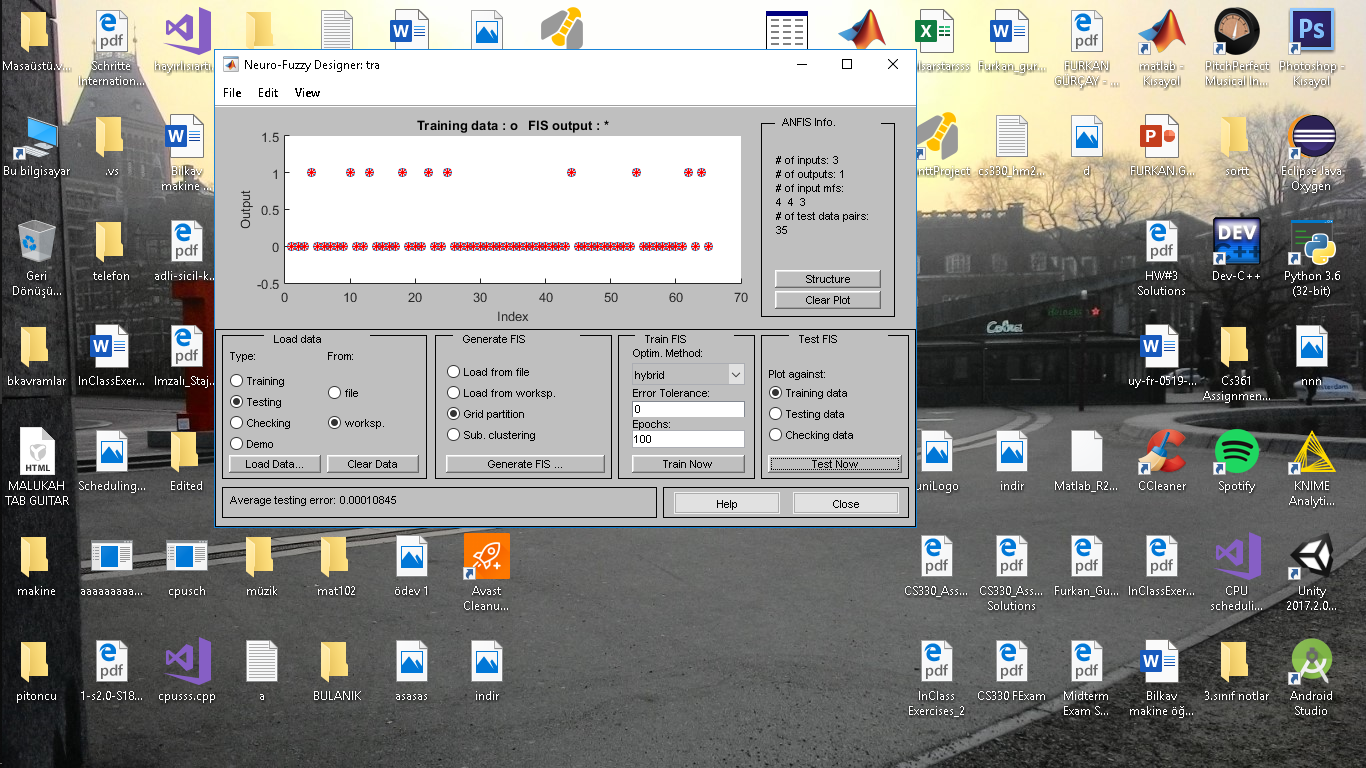 Masaüstü.v...
Schritte
Internation...
hayirlisiartı...
lsarstarsss
Furkan_gur...
FURKAN
GÜRÇAY - ...
matlab -
Kısayol
PitchPerfect
Musical In...
Photoshop -
Kısayol
Neuro-Fuzzy Designer: tra
File Edit View
Training data : o FIS output : *
1.5
1
0.5
0
-0.5
Output
0 10 20 30 40 50 60 70
Index
ANFIS Info.
# of inputs: 3
# of outputs: 1
# of input mfs:
4 4 3
# of test data pairs:
35
Structure
Clear Plot
Load data
Type: From:
Training
Testing
Checking
Demo
file
worksp.
Load Data... Clear Data
Generate FIS
Load from file
Load from worksp.
Grid partition
Sub. clustering
Generate FIS ...
Train FIS
Optim. Method:
hybrid
Error Tolerance:
0
Epochs:
100
Train Now
Test FIS
Plot against:
Training data
Testing data
Checking data
Test Now
Average testing error: 0.00010845
Help Close
Bu bilgisayar
.vs
Bilkav
makine ...
nttProject
cs330_hm2...
d
FURKAN.G...
sortt
Eclipse Java
Oxygen
Geri
Dönüşü...
telefon
adli-sicil-k...
HW#3
Solutions
DEV
Dev-C++
Python 3.6
(32-bit)
bkavramlar
InClassExer...
Imzali_Staj...
uy-fr-0519-...
Cs361
Assignmen...
nnn
HTML
MALUKAH
TAB GUITAR
Scheduling...
Edited
uniLogo
indir
Matlab_R2...
CCleaner
Spotify
KNIME
Analyti...
makine
aaaaaaaaa...
cpusch
müzik
mat102
ödev 1
Avast
Cleanu...
CS330_Ass...
CS330_Ass...
Solutions
Furkan_Gu...
InClassExer...
CPU
scheduli...
Unity
2017.2.0...
pitoncu
1-s2.0-S18...
cpusss.cpp
a
BULANIK
asasas
indir
InClass
Exercises_2
CS330 FExam
Midterm
Exam S...
Bilkav
makine öğ...
3.sınıf notlar
Android
Studio